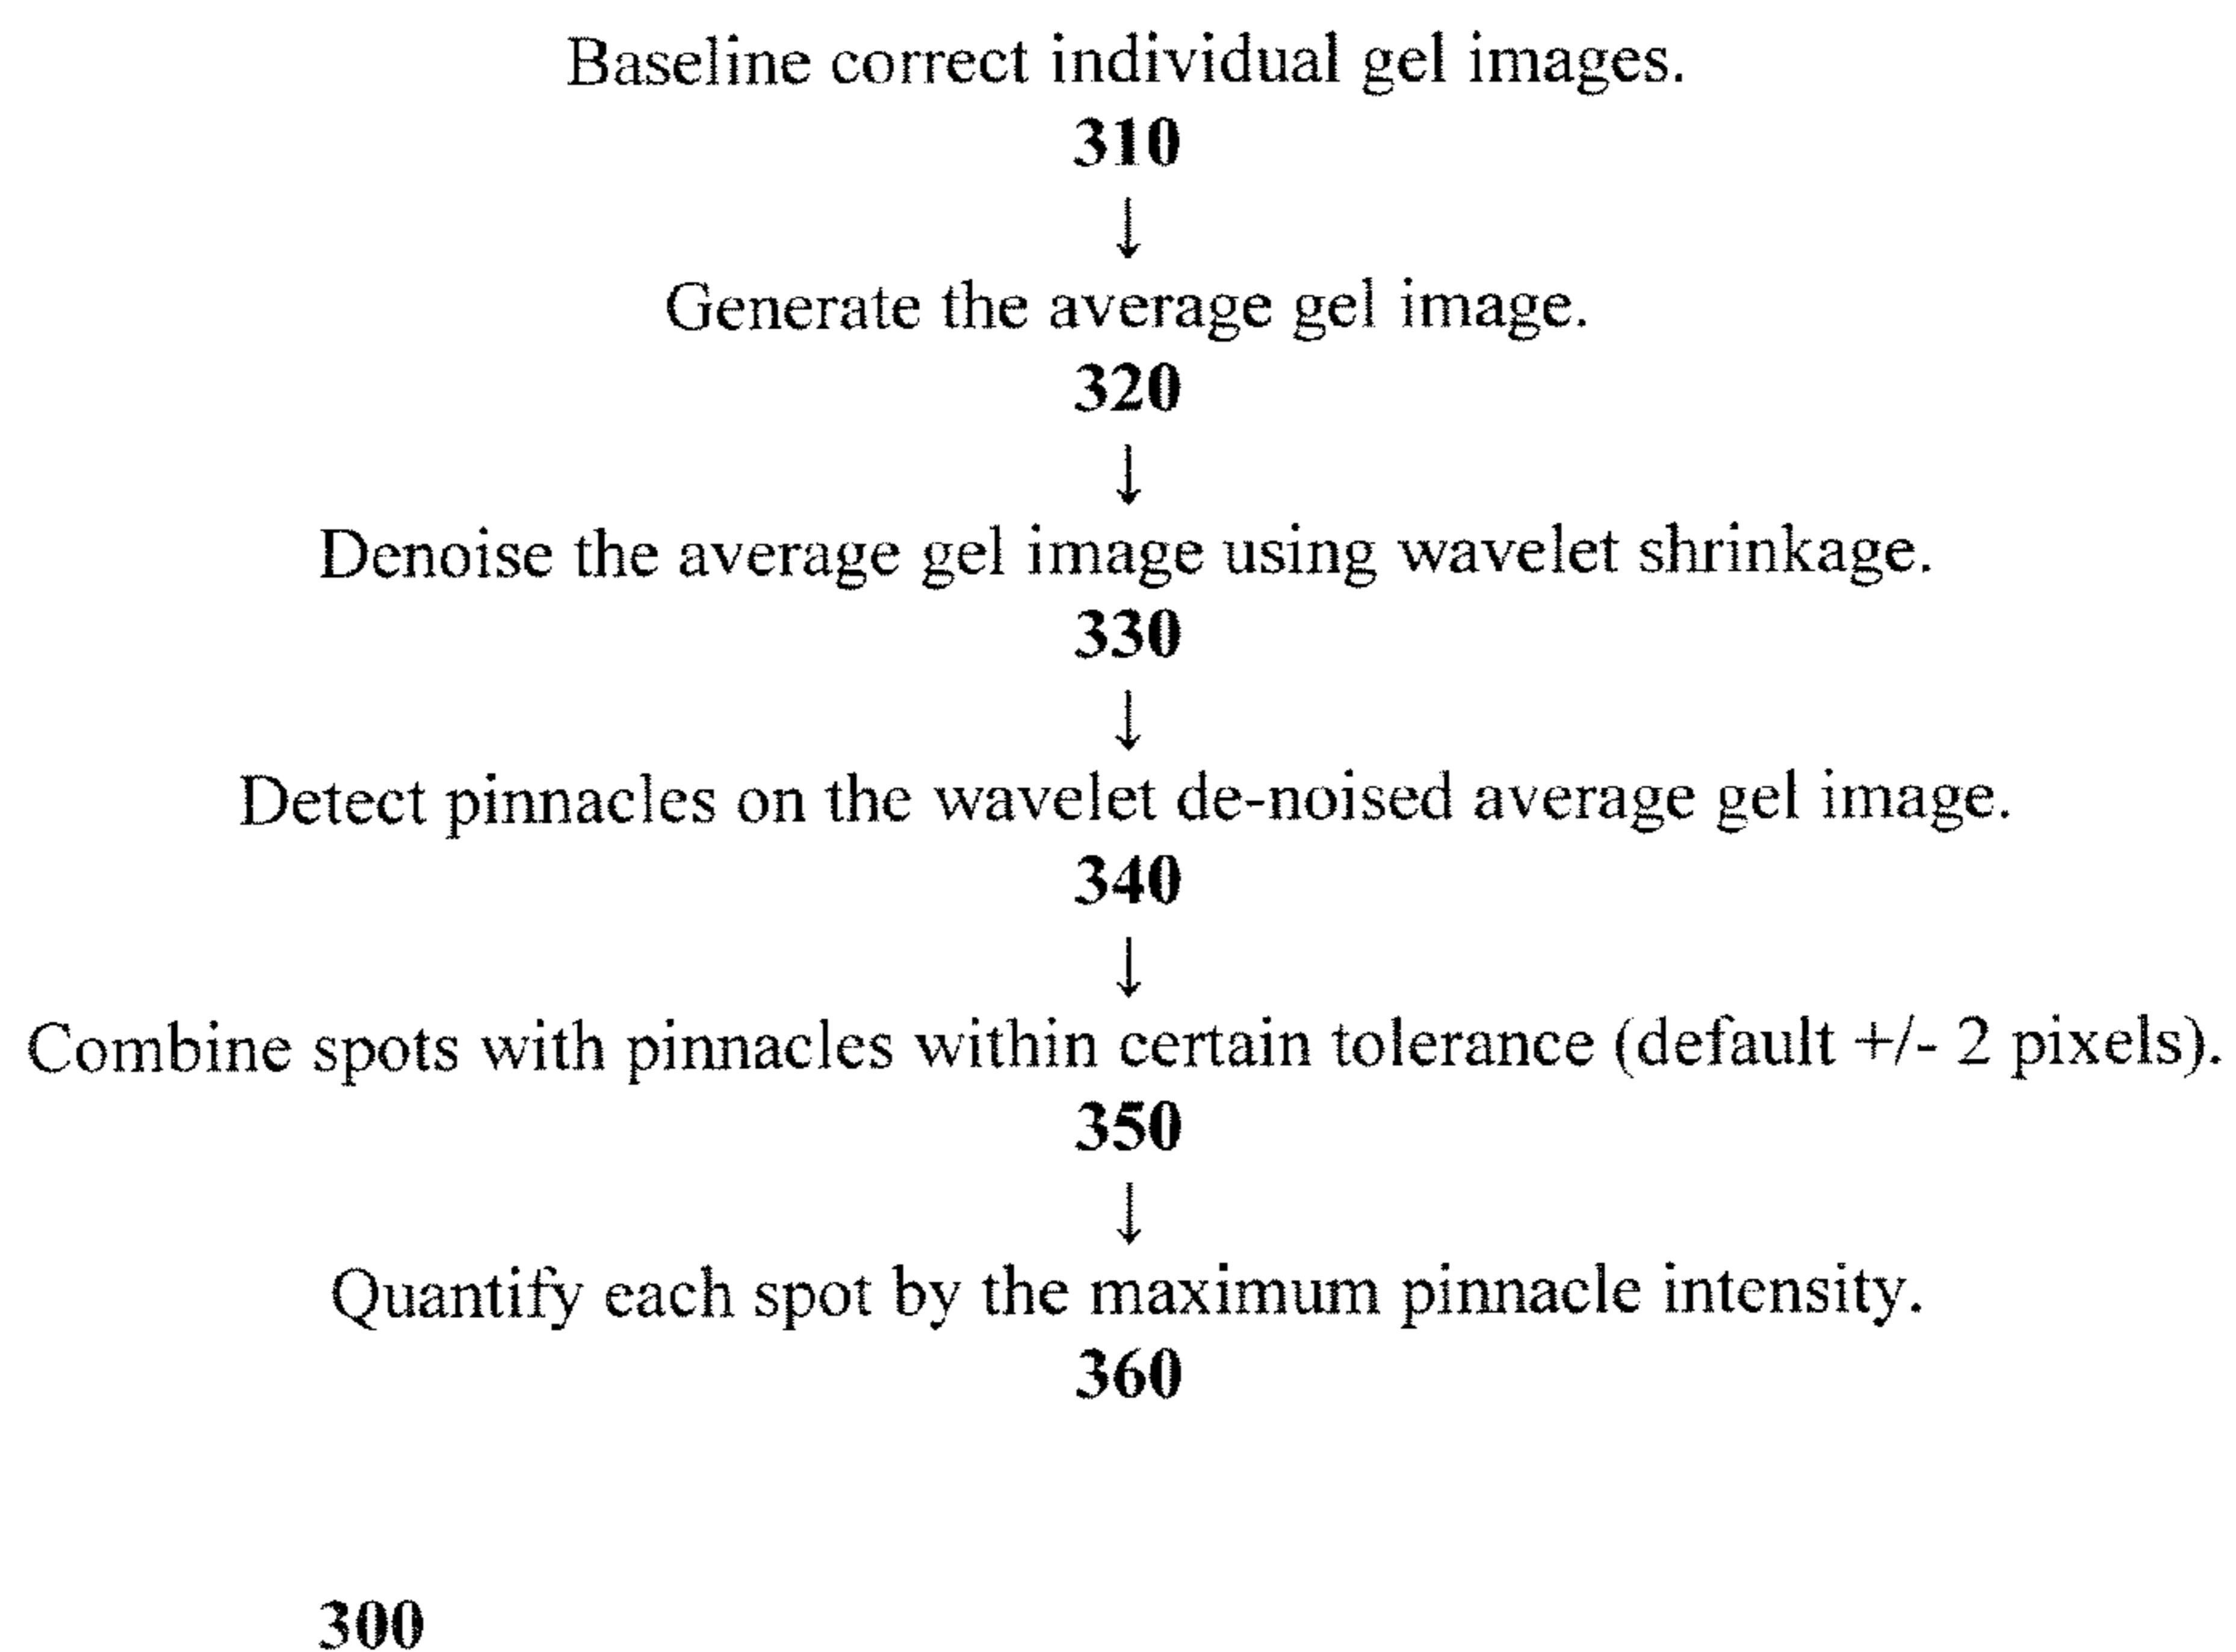 Baseline correct individual gel images.
310
↓
Generate the average gel image.
320
↓
Denoise the average gel image using wavelet shrinkage.
330
↓
Detect pinnacles on the wavelet de-noised average gel image.
340
↓
Combine spots with pinnacles within certain tolerance (default +/- 2 pixels).
350
↓
Quantify each spot by the maximum pinnacle intensity.
360
300